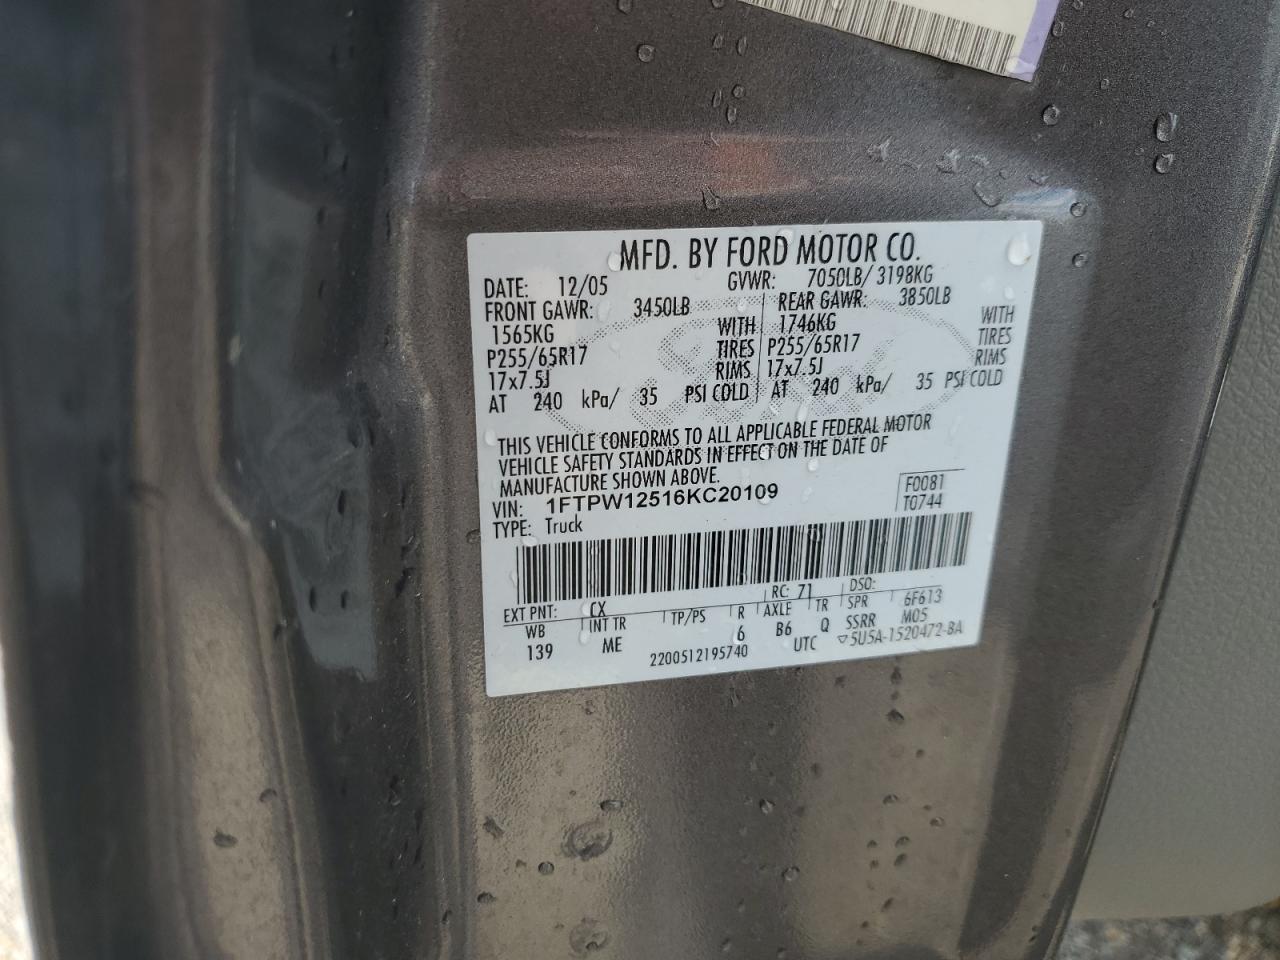 MFD. BY FORD MOTOR CO.
DATE: 12/05 GVWR: 7050LB/ 3198KG
FRONT GAWR: 3450LB REAR GAWR: 3850LB
1565KG WITH 1746KG WITH
P255/65R17 TIRES P255/65R17 TIRES
17x7.5J RIMS 17x7.5J RIMS
AT 240 kPa/ 35 PSI COLD AT 240 kPa/ 35 PSI COLD
THIS VEHICLE CONFORMS TO ALL APPLICABLE FEDERAL MOTOR
VEHICLE SAFETY STANDARDS IN EFFECT ON THE DATE OF
MANUFACTURE SHOWN ABOVE.
VIN: 1FTPW12516KC20109 F0081
TYPE: Truck T0744
EXT PNT: CX RC: 71 DSO:
WB INT TR TP/PS R AXLE TR SPR 6F613
139 ME 6 B6 Q SSRR M05
2200512195740 UTC ▽5U5A-1520472-BA